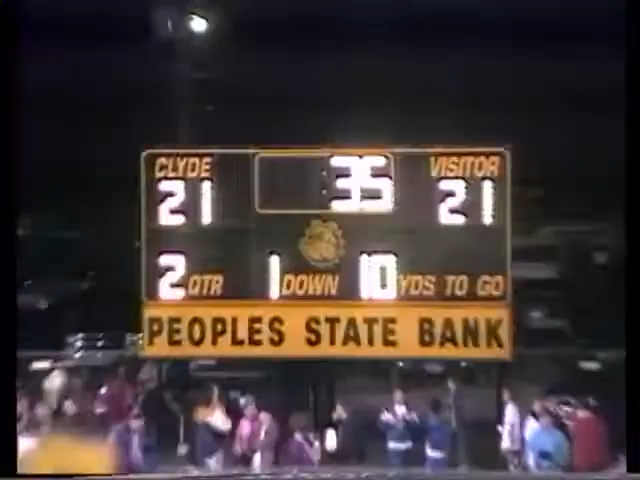 CLYDE :35 VISITOR
21 21
2 QTR 1 DOWN 10 YDS TO GO
PEOPLES STATE BANK